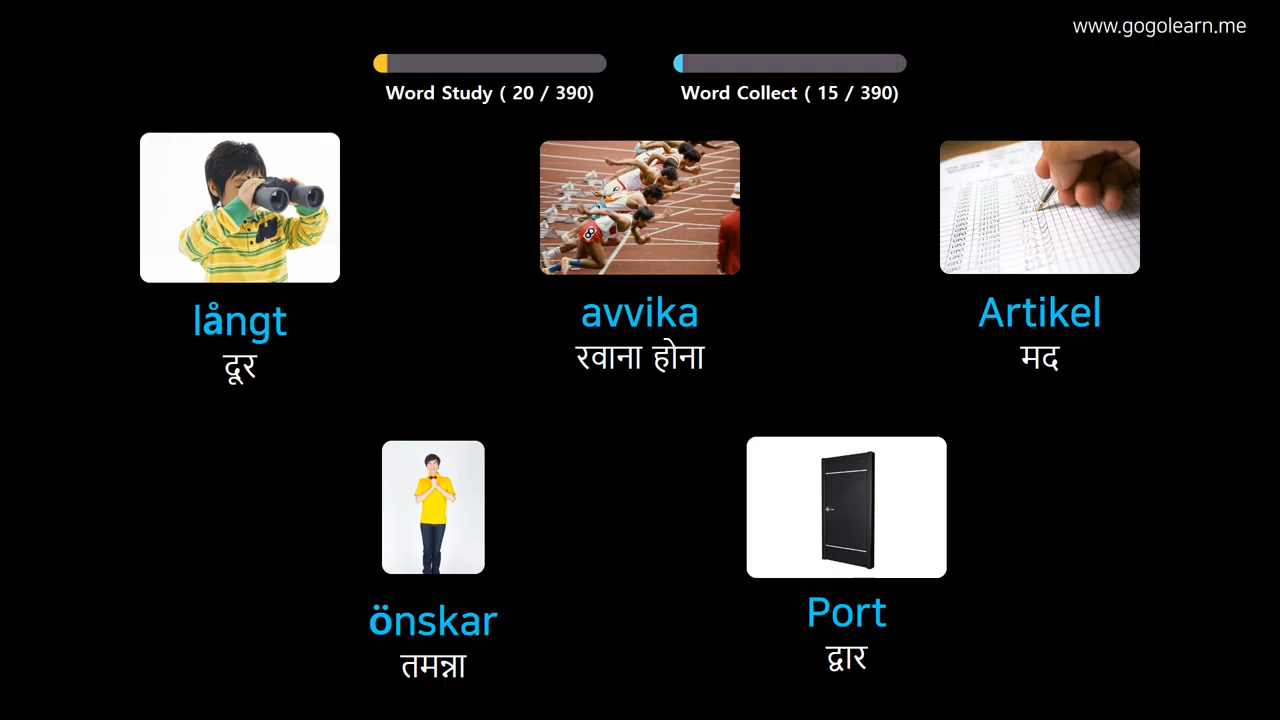 www.gogolearn.me
Word Study ( 20 / 390)
Word Collect ( 15 / 390)
långt
दूर
avvika
रवाना होना
Artikel
मद
önskar
तमन्ना
Port
द्वार